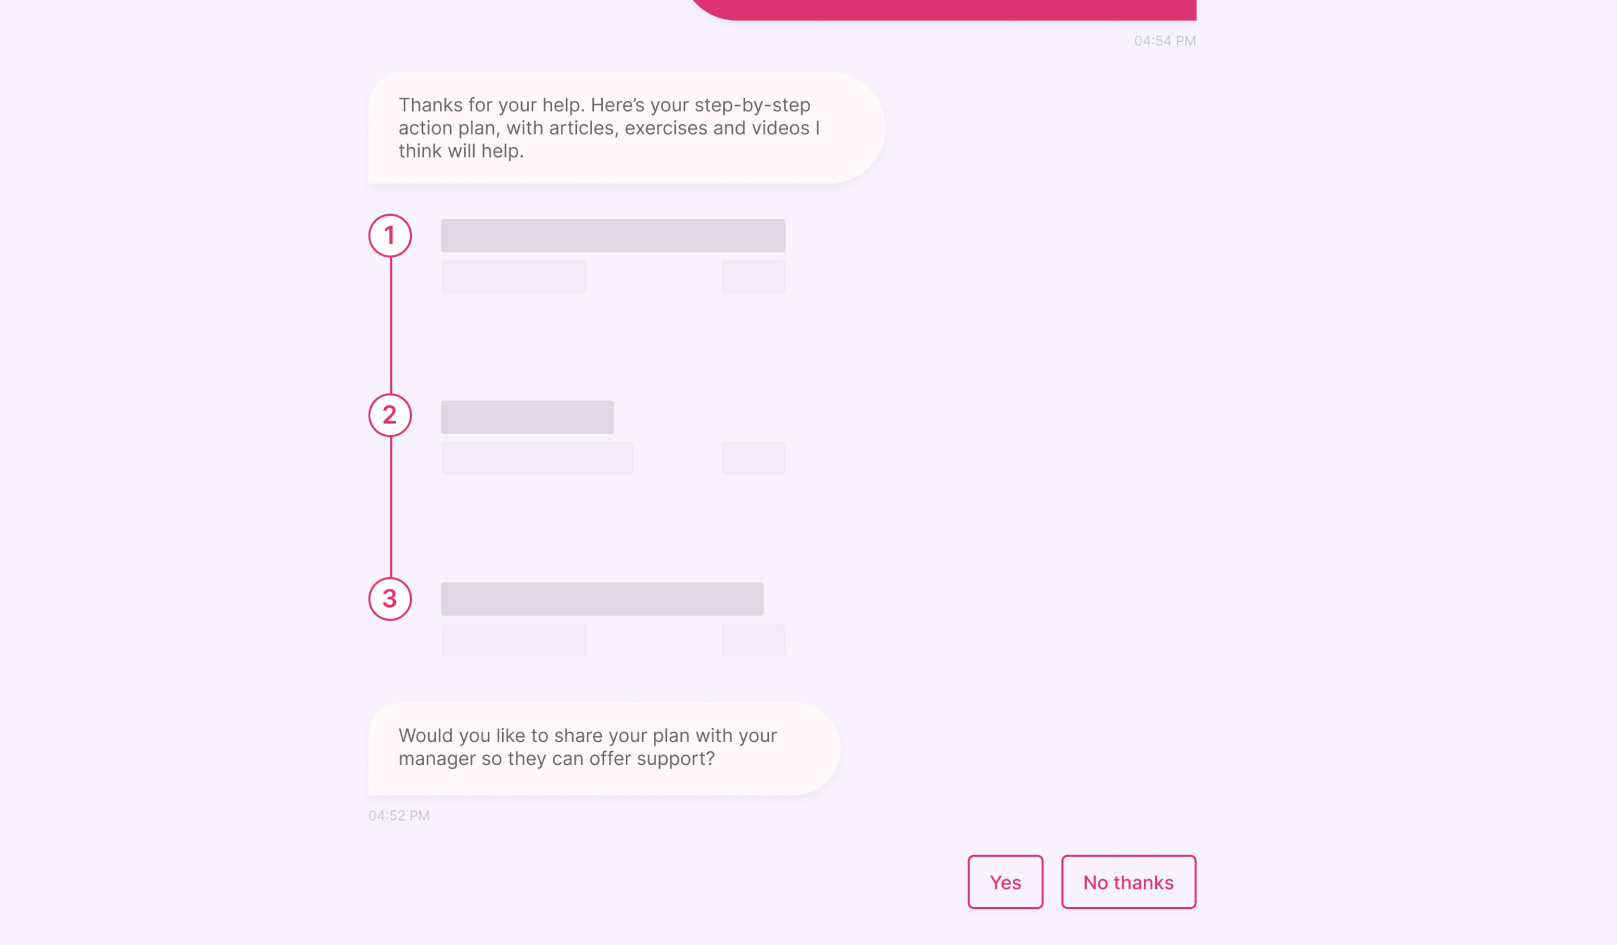 04:54 PM
Thanks for your help. Here’s your step-by-step
action plan, with articles, exercises and videos I
think will help.
1
2
3
Would you like to share your plan with your
manager so they can offer support?
04:52 PM
Yes
No thanks